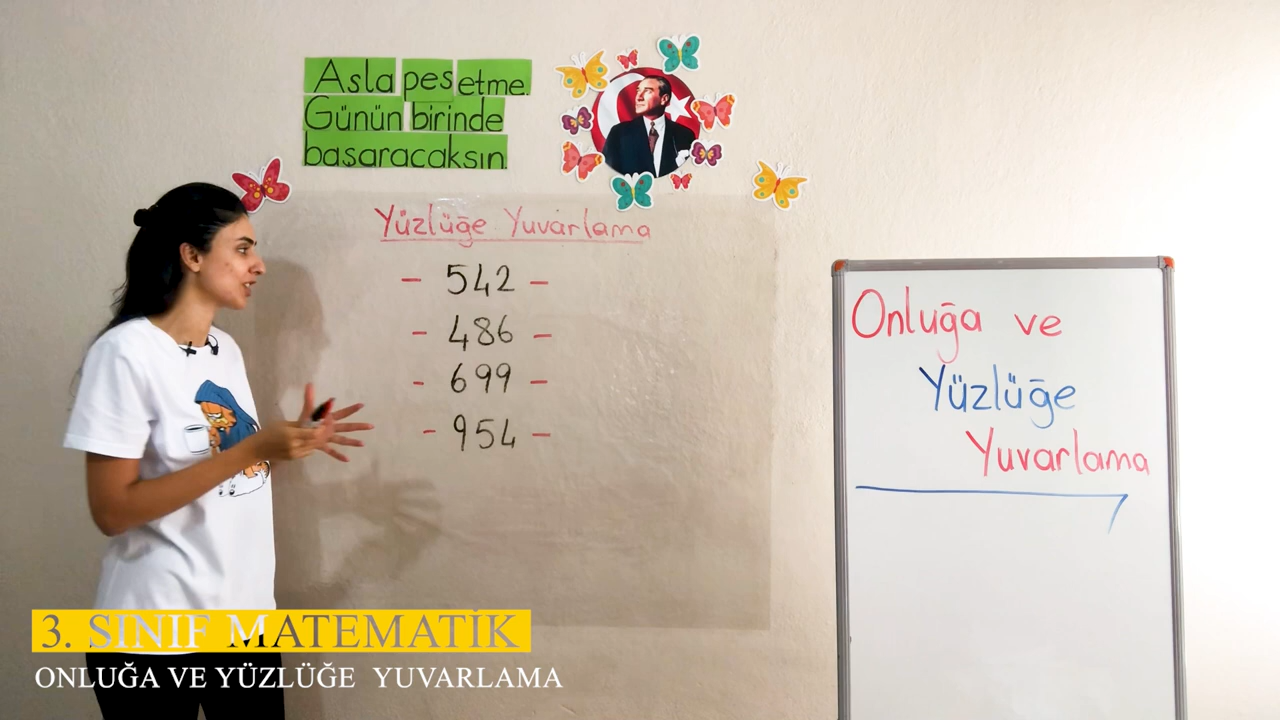 Asla pes etme.
Günün birinde
basaracaksın.
Yüzlüğe Yuvarlama
- 542 -
- 486 -
- 699 -
- 954 -
Onluğa ve
Yüzlüğe
Yuvarlama
3. SINIF MATEMATİK
ONLUĞA VE YÜZLÜĞE YUVARLAMA